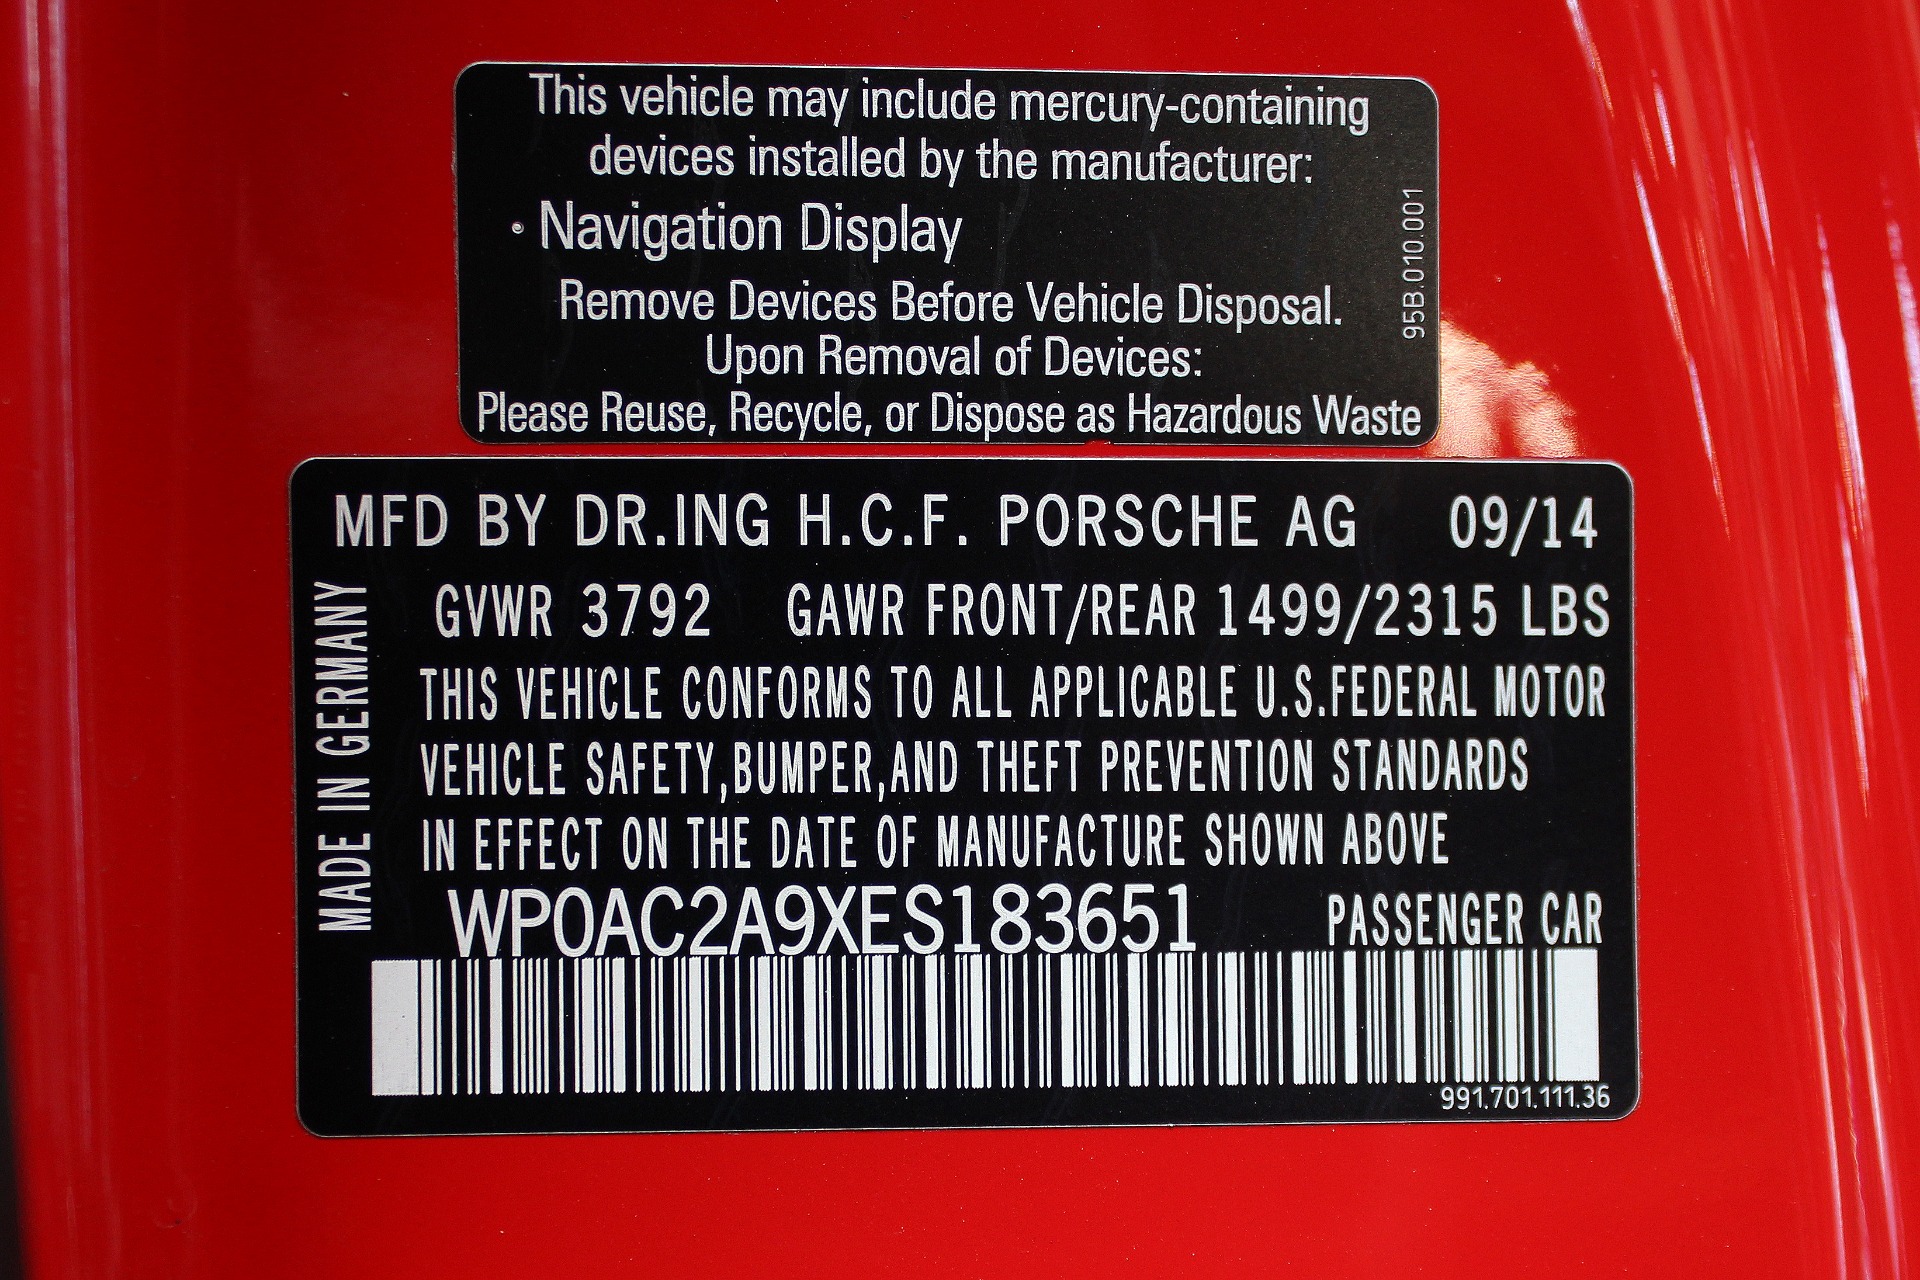 This vehicle may include mercury-containing
devices installed by the manufacturer:
• Navigation Display
Remove Devices Before Vehicle Disposal.
Upon Removal of Devices:
Please Reuse, Recycle, or Dispose as Hazardous Waste
95B.010.001
MFD BY DR.ING H.C.F. PORSCHE AG 09/14
GVWR 3792 GAWR FRONT/REAR 1499/2315 LBS
THIS VEHICLE CONFORMS TO ALL APPLICABLE U.S.FEDERAL MOTOR
VEHICLE SAFETY,BUMPER,AND THEFT PREVENTION STANDARDS
IN EFFECT ON THE DATE OF MANUFACTURE SHOWN ABOVE
MADE IN GERMANY
WP0AC2A9XES183651 PASSENGER CAR
991.701.111.36